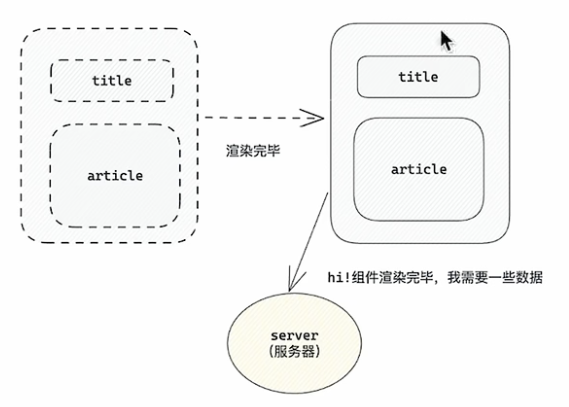 title
title
渲染完毕
article
article
hi!组件渲染完毕，我需要一些数据
server
(服务器)